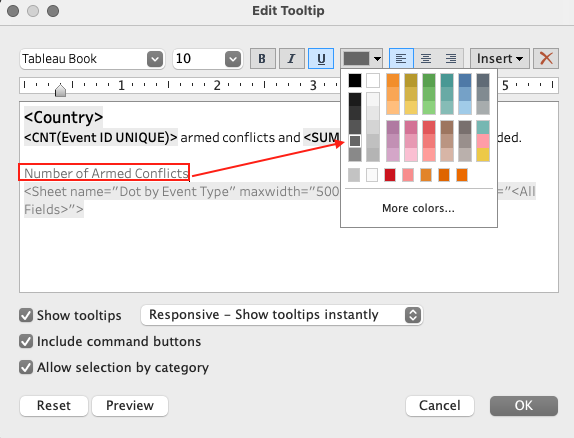 Edit Tooltip
Tableau Book 10 B I U Insert
1 2 3 5
<Country>
<CNT(Event ID UNIQUE)> armed conflicts and <SUM ded.
Number of Armed Conflicts
<Sheet name="Dot by Event Type" maxwidth="500 ="<All
Fields>">
More colors...
Show tooltips Responsive - Show tooltips instantly
Include command buttons
Allow selection by category
Reset Preview Cancel OK